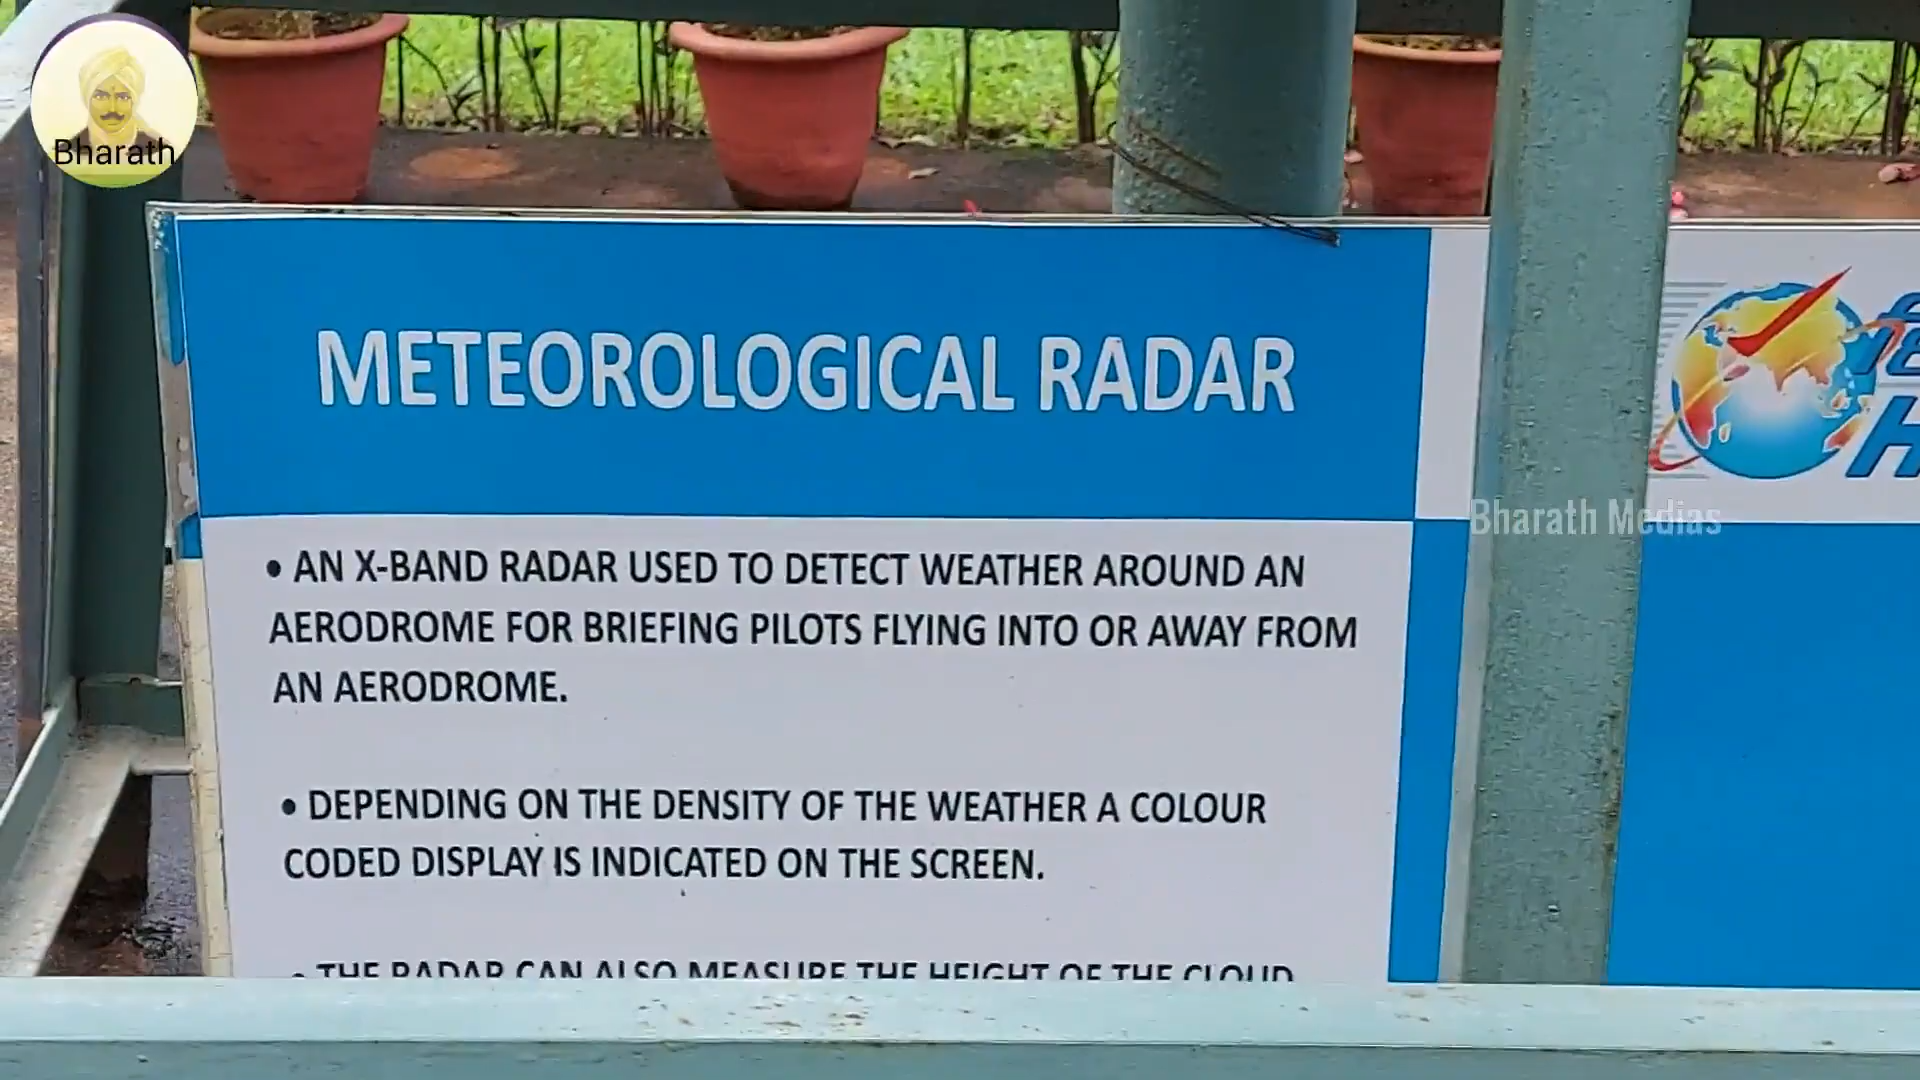 Bharath
METEOROLOGICAL RADAR
Bharath Medias
• AN X-BAND RADAR USED TO DETECT WEATHER AROUND AN
AERODROME FOR BRIEFING PILOTS FLYING INTO OR AWAY FROM
AN AERODROME.
• DEPENDING ON THE DENSITY OF THE WEATHER A COLOUR
CODED DISPLAY IS INDICATED ON THE SCREEN.
• THE RADAR CAN ALSO MEASURE THE HEIGHT OF THE CLOUD